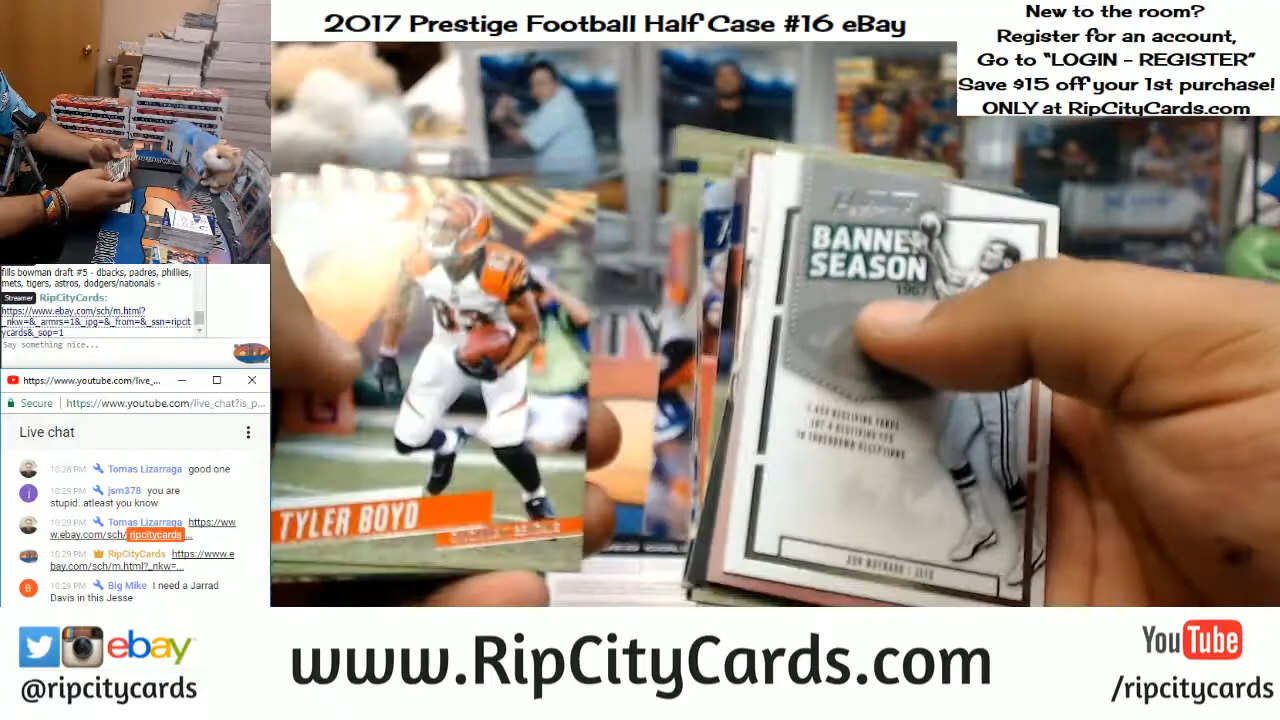 2017 Prestige Football Half Case #16 eBay
New to the room?
Register for an account,
Go to "LOGIN - REGISTER"
Save $15 off your 1st purchase!
ONLY at RipCityCards.com
fills bowman draft #5 - dbacks, padres, phillies,
mets, tigers, astros, dodgers/nationals -
Streamer RipCityCards:
https://www.ebay.com/sch/m.html?
_nkw=&_armrs=1&_ipg=&_from=&_ssn=ripcit
ycards&_sop=1
Say something nice...
https://www.youtube.com/live_...
Secure https://www.youtube.com/live_chat?is_p...
Live chat
10:28 PM Tomas Lizarraga good one
10:29 PM jsm378 you are
stupid..atleast you know
10:29 PM Tomas Lizarraga https://ww
w.ebay.com/sch/ripcitycards...
10:29 PM RipCityCards https://www.e
bay.com/sch/m.html?_nkw=...
10:29 PM Big Mike I need a Jarrad
Davis in this Jesse
TYLER BOYD
BANNER
SEASON
1967
DON MAYNARD | JETS
ebay
@ripcitycards
www.RipCityCards.com
YouTube
/ripcitycards